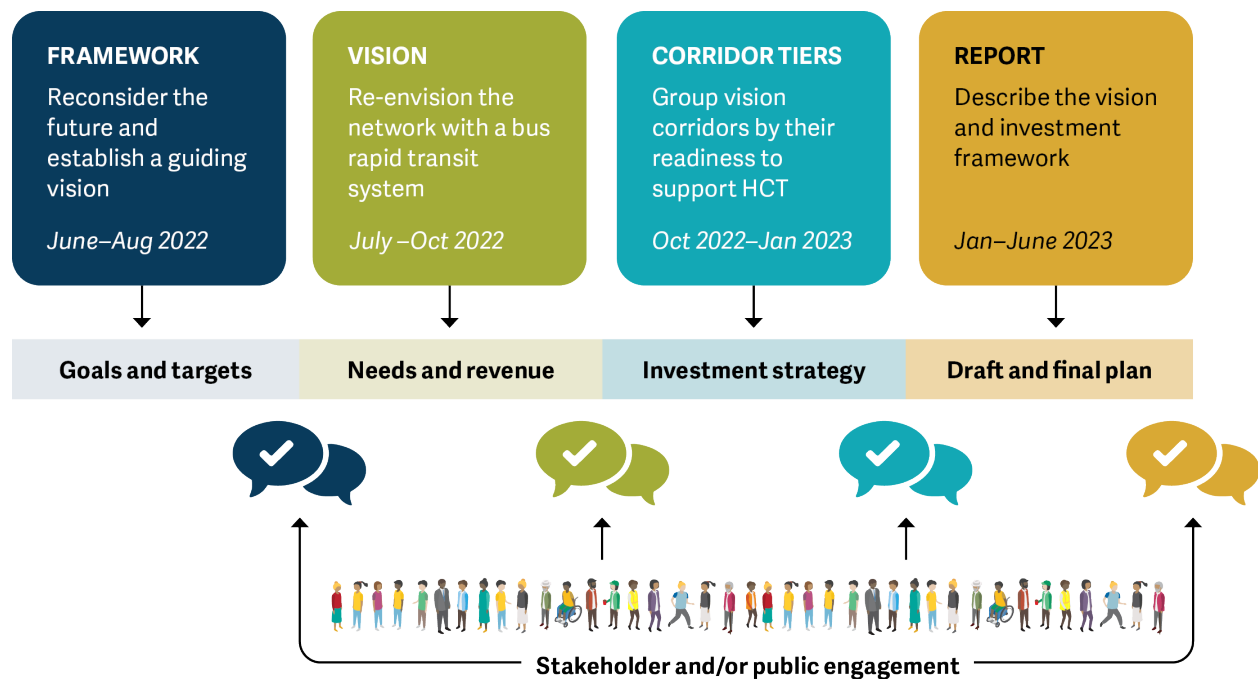 FRAMEWORK
Reconsider the
future and
establish a guiding
vision
June–Aug 2022
VISION
Re-envision the
network with a bus
rapid transit
system
July –Oct 2022
CORRIDOR TIERS
Group vision
corridors by their
readiness to
support HCT
Oct 2022–Jan 2023
REPORT
Describe the vision
and investment
framework
Jan–June 2023
Goals and targets
Needs and revenue
Investment strategy
Draft and final plan
Stakeholder and/or public engagement